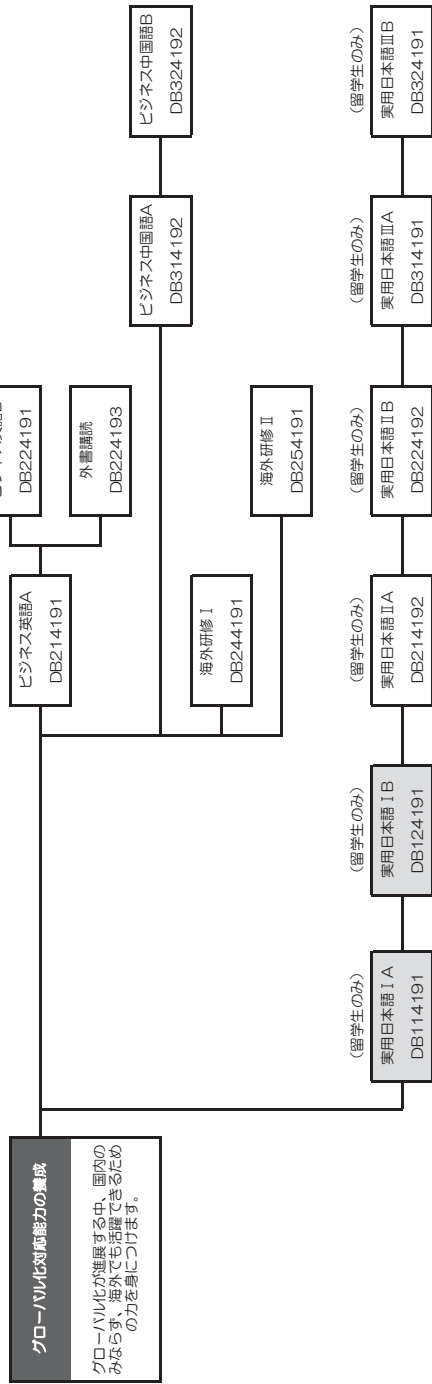 グローバル化対応能力の養成
グローバル化が進展する中、国内の
みならず、海外でも活躍できるため
の力を身につけます。
ビジネス英語A
DB214191
DB224191
外書講読
DB224193
ビジネス中国語A
DB314192
ビジネス中国語B
DB324192
海外研修Ⅰ
DB244191
海外研修Ⅱ
DB254191
(留学生のみ)
実用日本語ⅠA
DB114191
(留学生のみ)
実用日本語ⅠB
DB124191
(留学生のみ)
実用日本語ⅡA
DB214192
(留学生のみ)
実用日本語ⅡB
DB224192
(留学生のみ)
実用日本語ⅢA
DB314191
(留学生のみ)
実用日本語ⅢB
DB324191